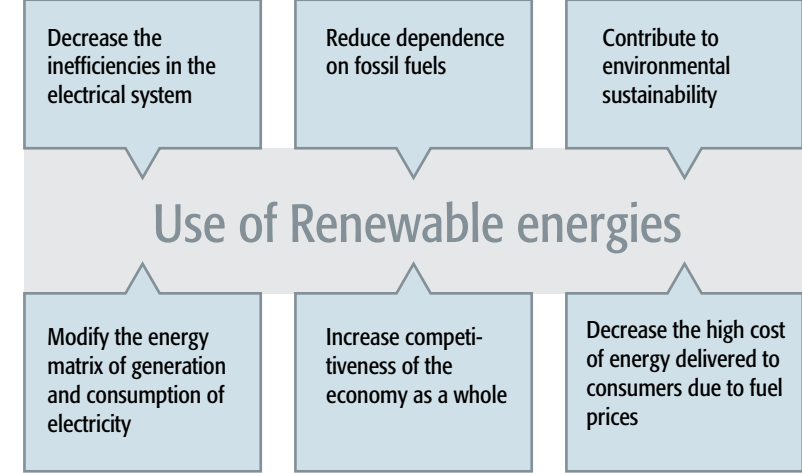 Decrease the
inefficiencies in the
electrical system
Reduce dependence
on fossil fuels
Contribute to
environmental
sustainability
Use of Renewable energies
Modify the energy
matrix of generation
and consumption of
electricity
Increase competi-
tiveness of the
economy as a whole
Decrease the high cost
of energy delivered to
consumers due to fuel
prices